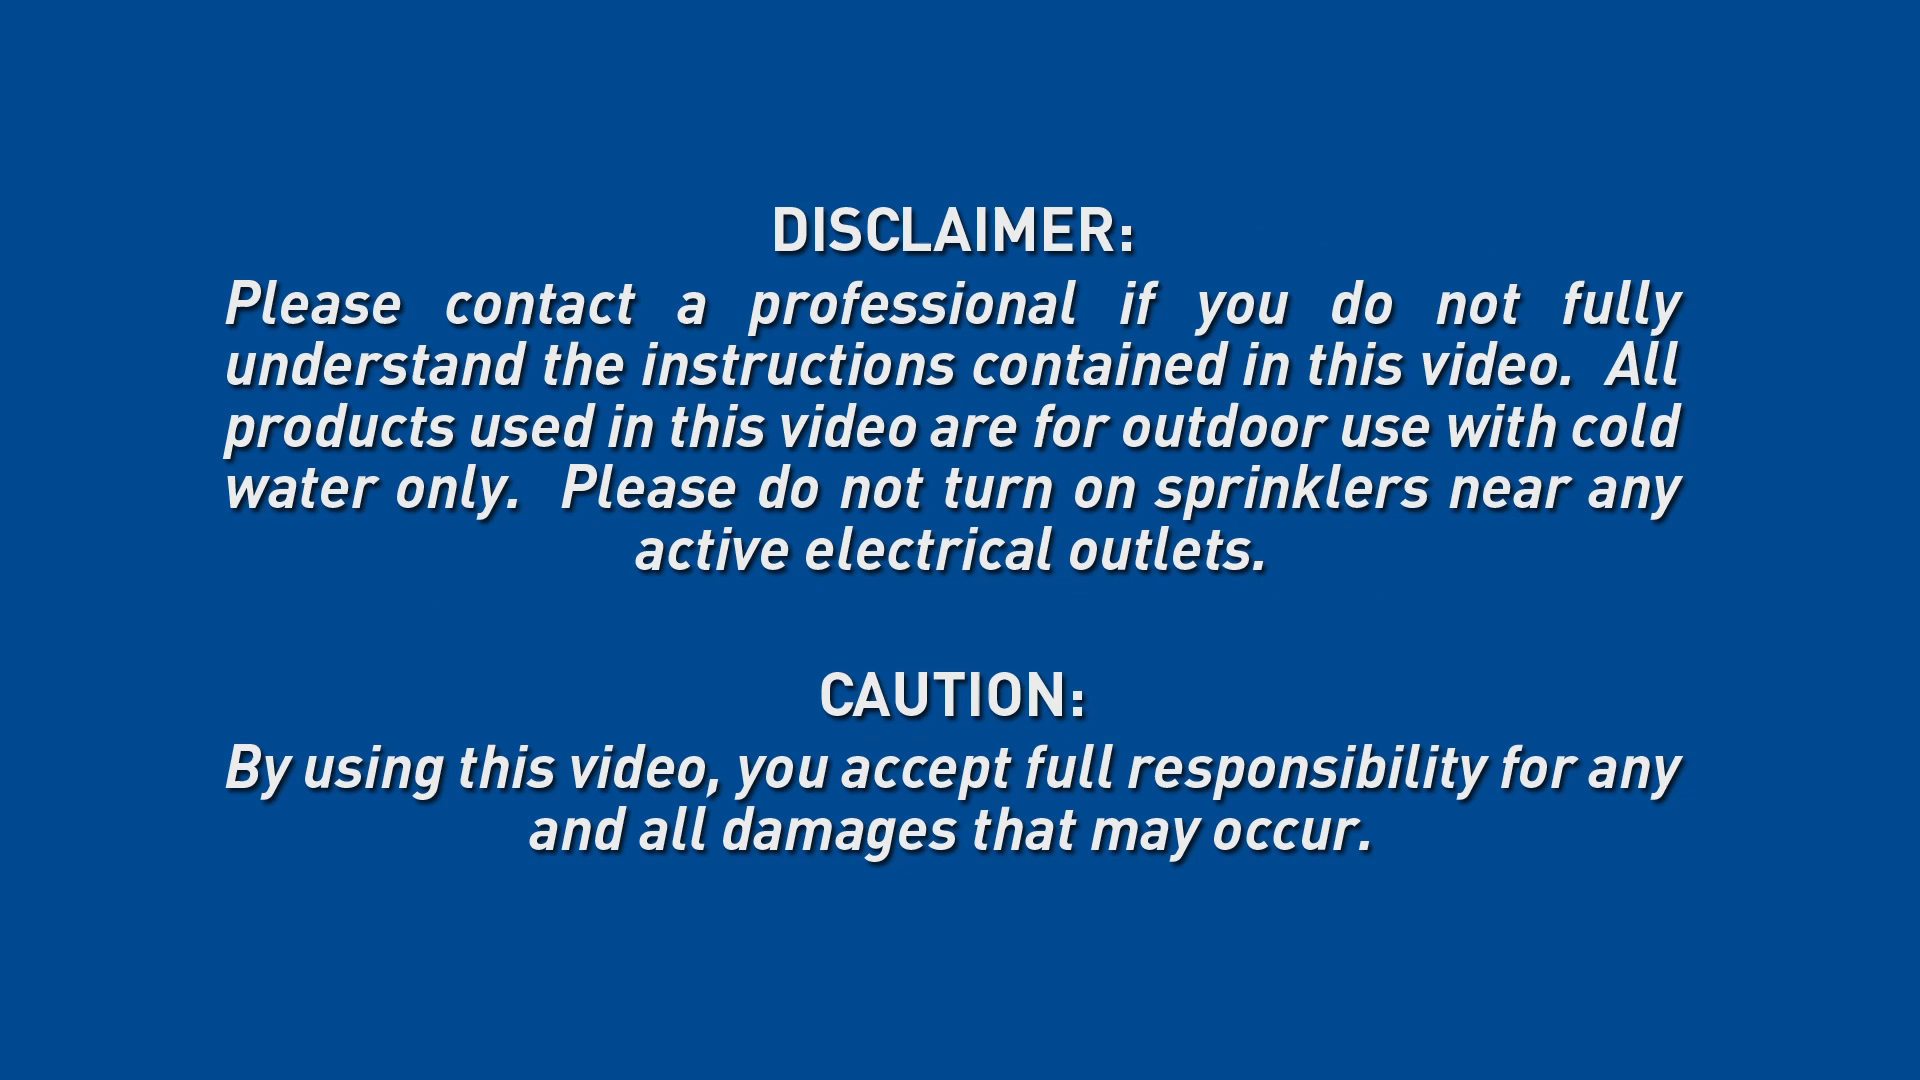 DISCLAIMER:
Please contact a professional if you do not fully
understand the instructions contained in this video.  All
products used in this video are for outdoor use with cold
water only.  Please do not turn on sprinklers near any
active electrical outlets.
CAUTION:
By using this video, you accept full responsibility for any
and all damages that may occur.